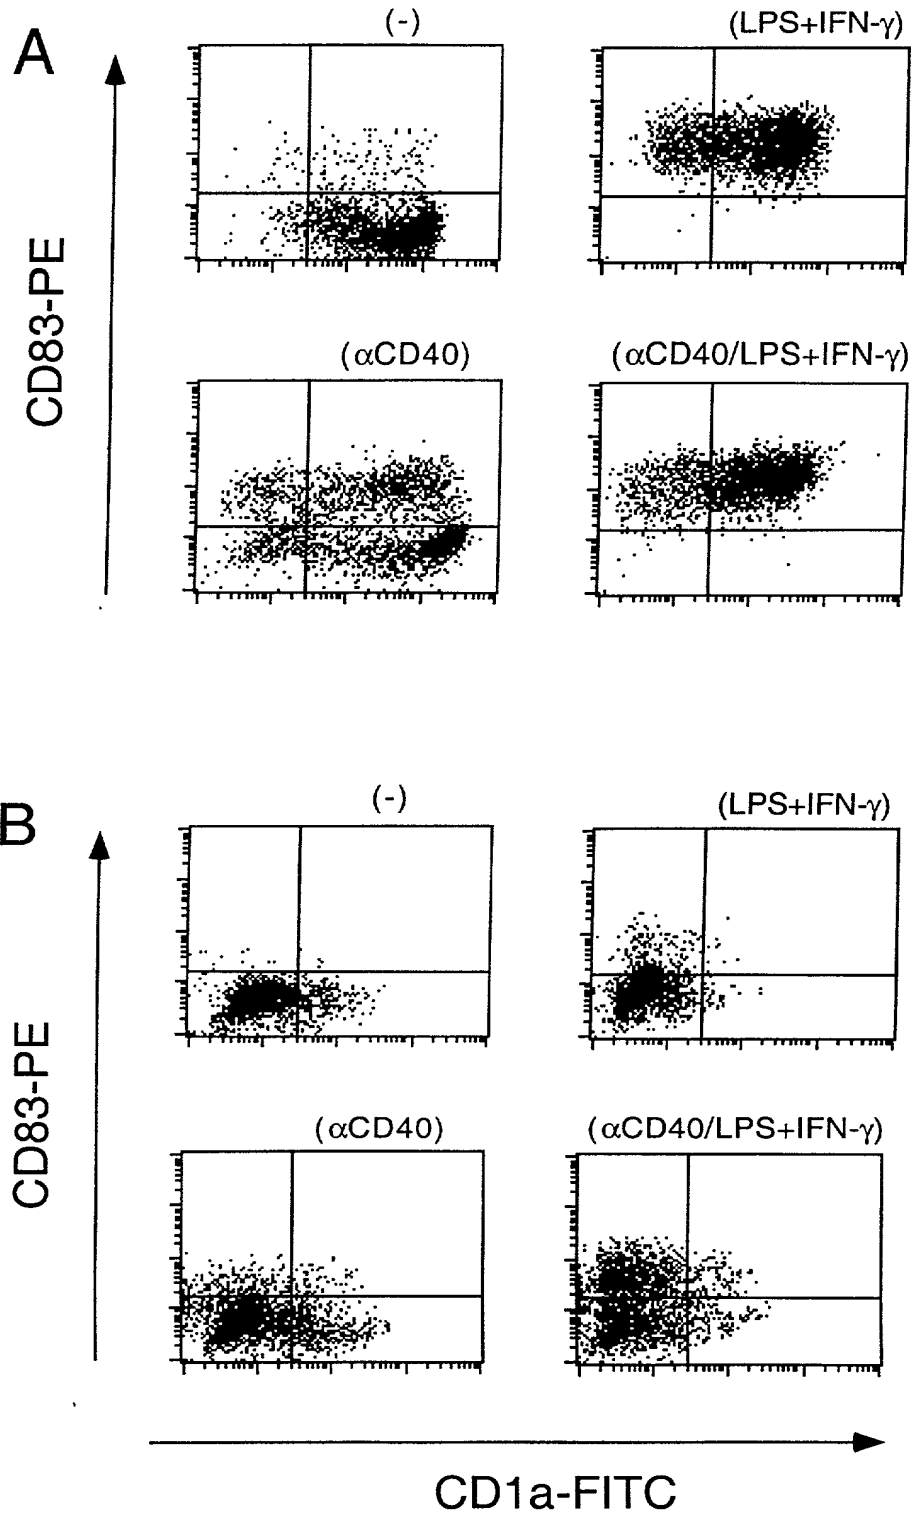 A
(-)
(LPS+IFN-γ)
CD83-PE
(αCD40)
(αCD40/LPS+IFN-γ)
B
(-)
(LPS+IFN-γ)
CD83-PE
(αCD40)
(αCD40/LPS+IFN-γ)
CD1a-FITC